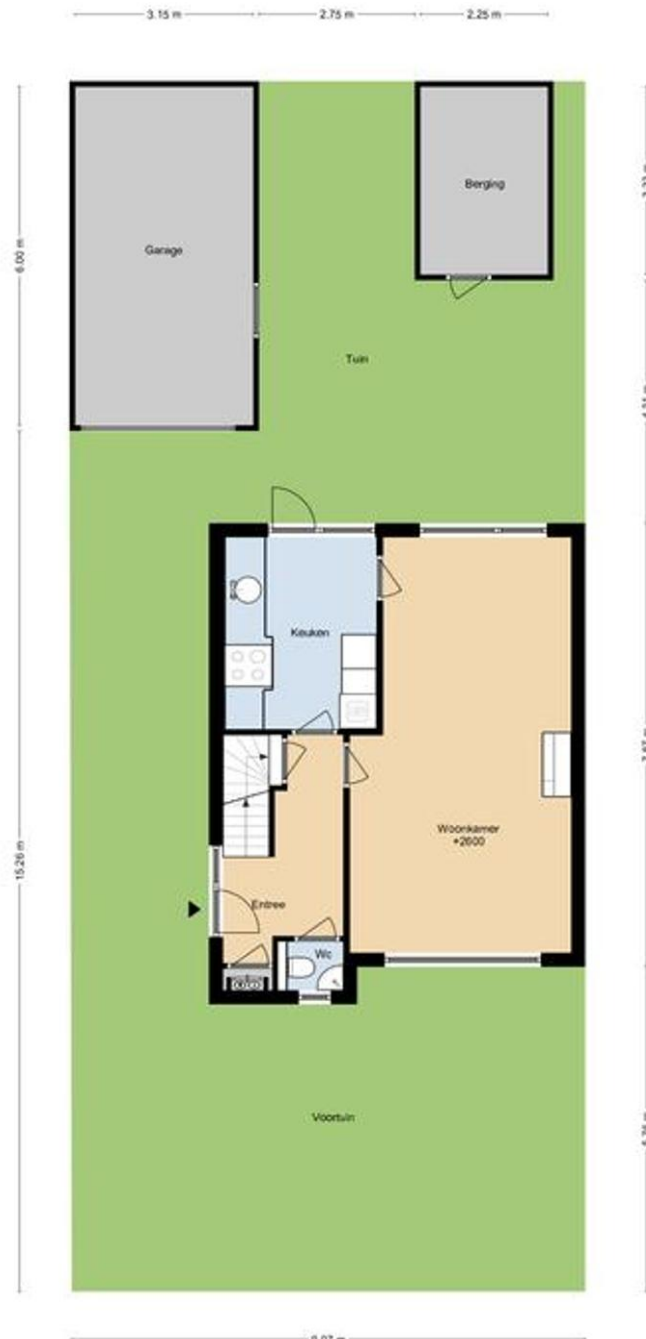 3.15 m
2.75 m
2.25 m
Garage
Berging
6.00 m
Tuin
Keuken
Woonkamer
+2600
15.26 m
Entree
Wc
Voortuin